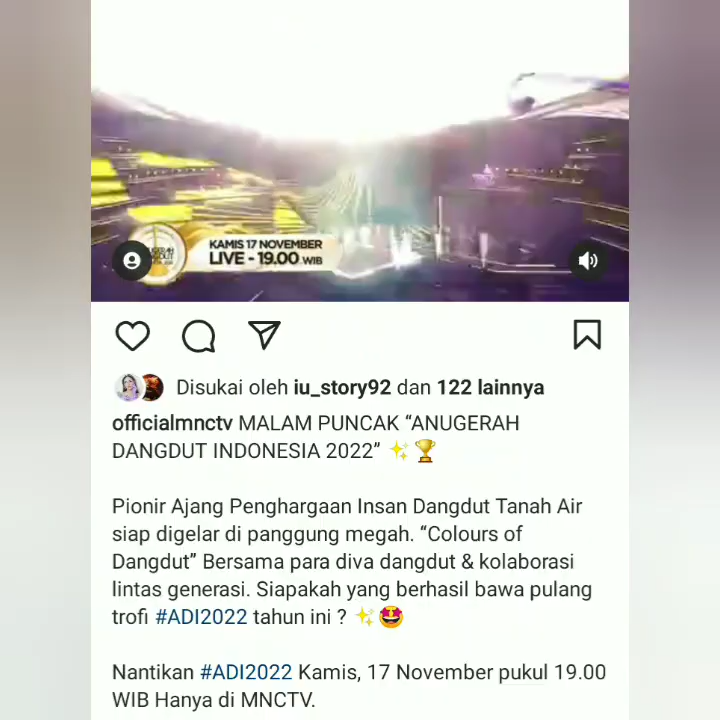 KAMIS 17 NOVEMBER
LIVE - 19.00 WIB
Disukai oleh iu_story92 dan 122 lainnya
officialmnctv MALAM PUNCAK “ANUGERAH
DANGDUT INDONESIA 2022” ✨🏆
Pionir Ajang Penghargaan Insan Dangdut Tanah Air
siap digelar di panggung megah. “Colours of
Dangdut” Bersama para diva dangdut & kolaborasi
lintas generasi. Siapakah yang berhasil bawa pulang
trofi #ADI2022 tahun ini ? ✨🤩
Nantikan #ADI2022 Kamis, 17 November pukul 19.00
WIB Hanya di MNCTV.